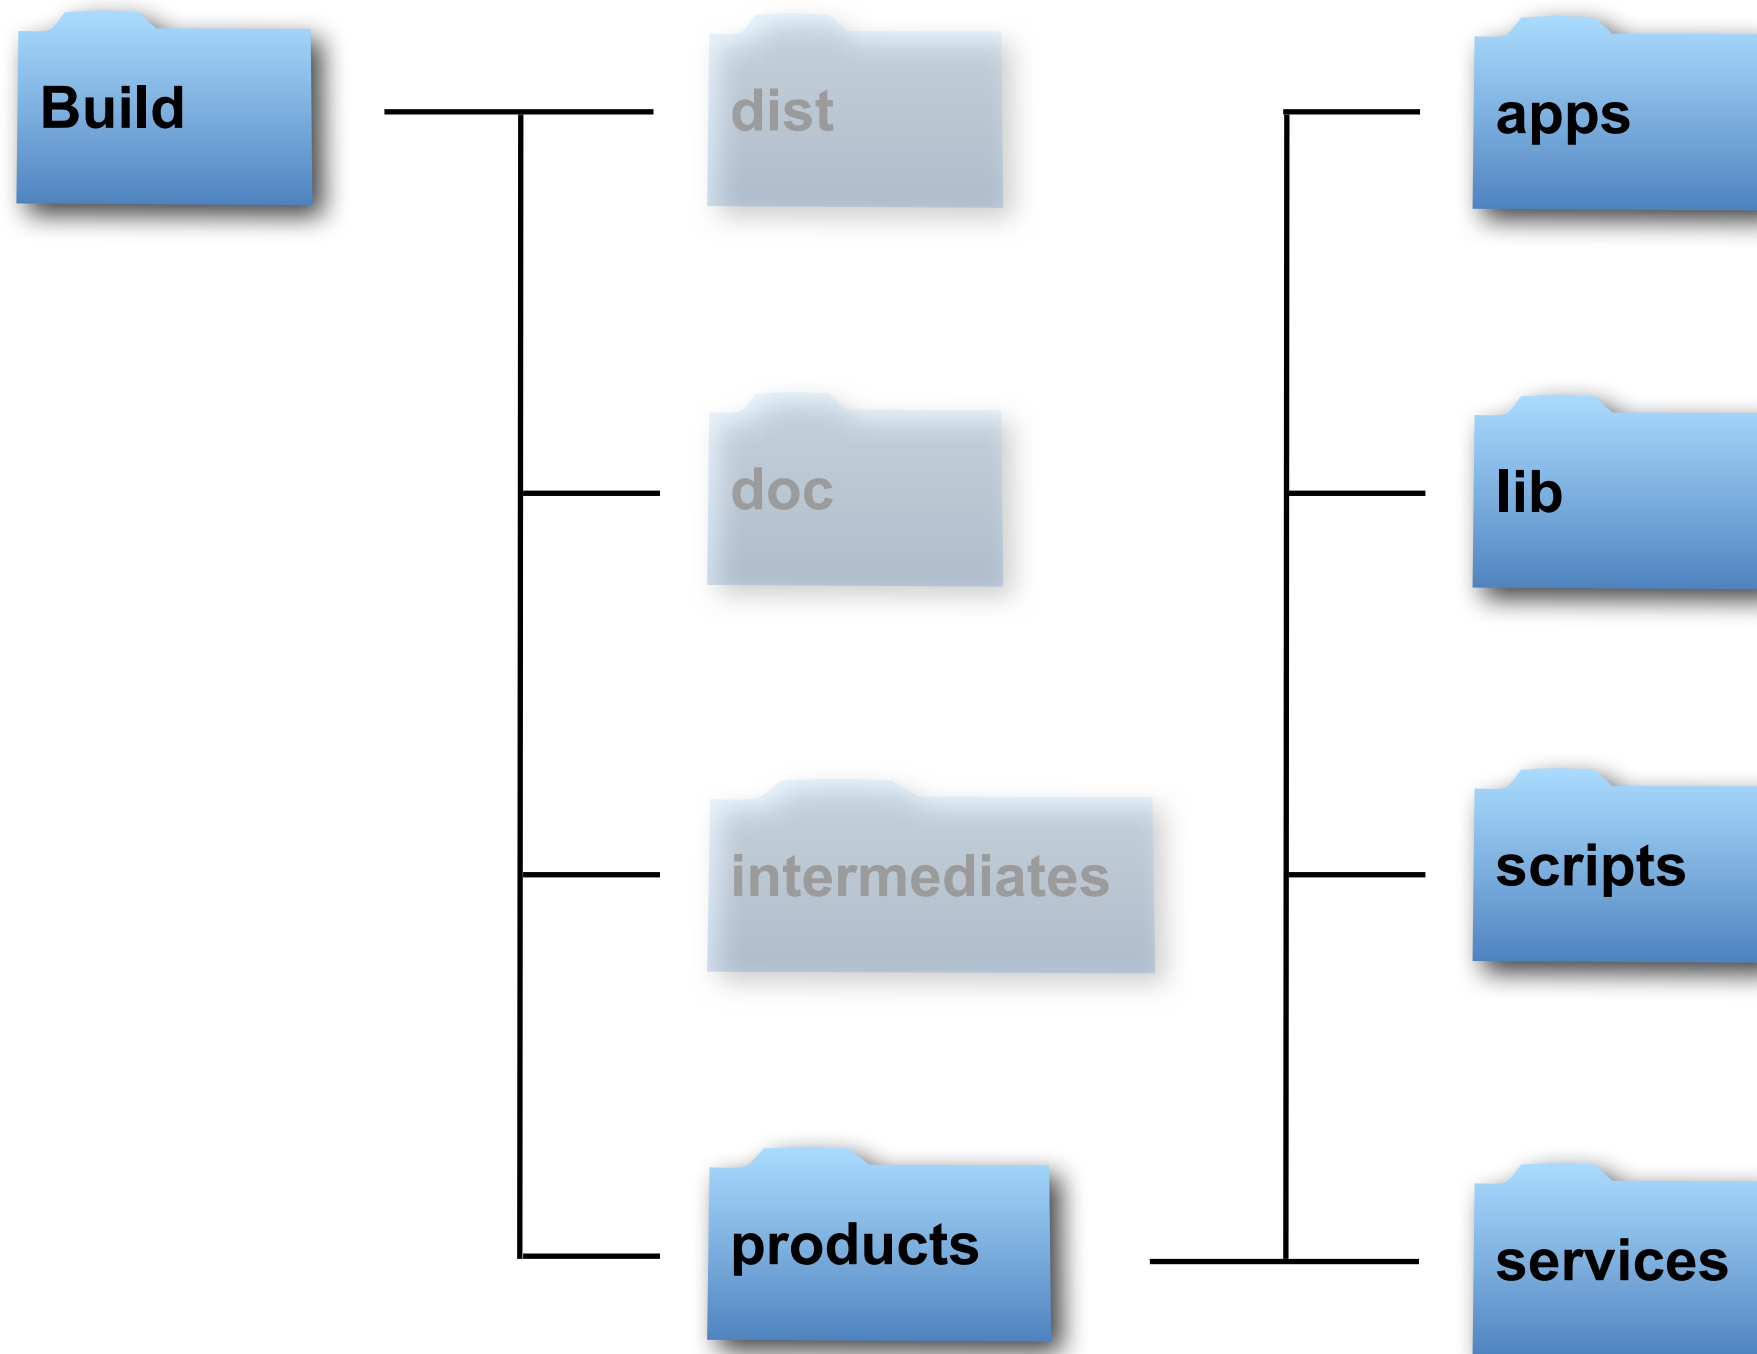 Build
dist
doc
intermediates
products
apps
lib
scripts
services